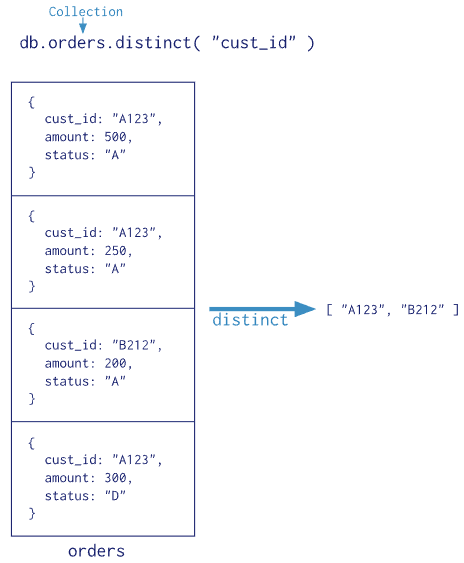 Collection
db.orders.distinct( "cust_id" )
{
cust_id: "A123",
amount: 500,
status: "A"
}
{
cust_id: "A123",
amount: 250,
status: "A"
}
{
cust_id: "B212",
amount: 200,
status: "A"
}
{
cust_id: "A123",
amount: 300,
status: "D"
}
orders
distinct
[ "A123", "B212" ]